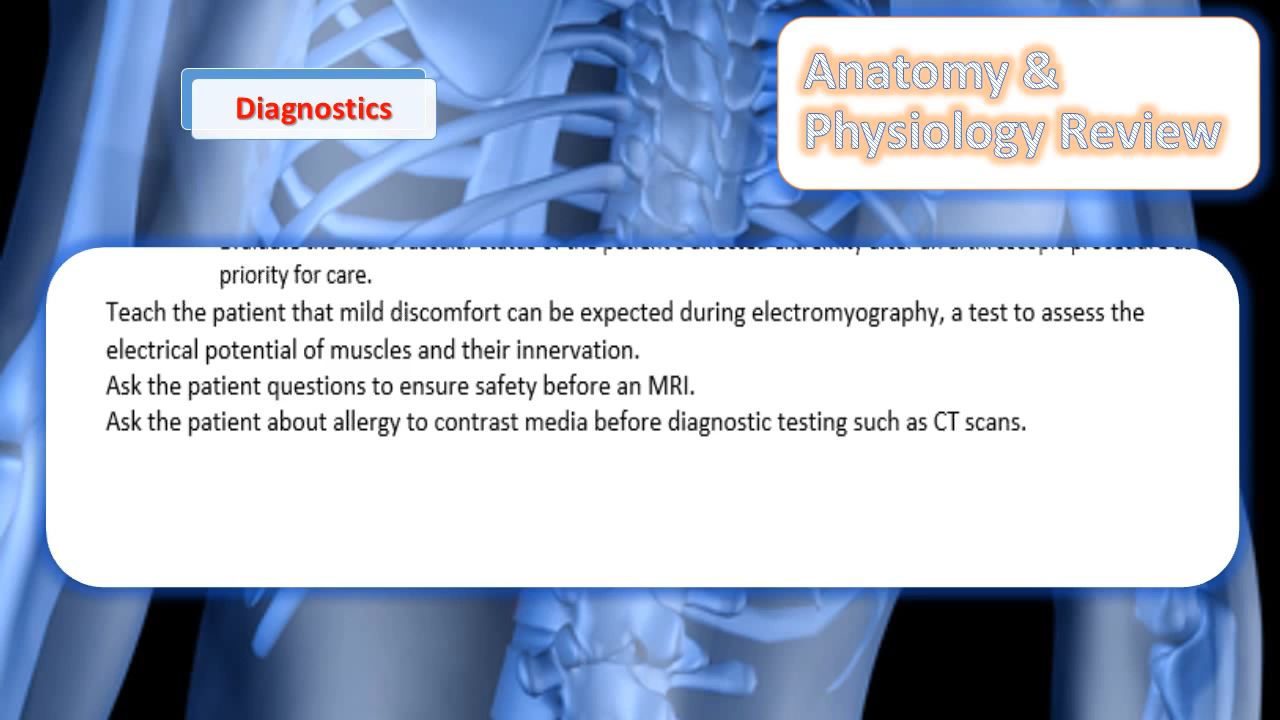 Diagnostics
Anatomy &
Physiology Review
priority for care.
Teach the patient that mild discomfort can be expected during electromyography, a test to assess the
electrical potential of muscles and their innervation.
Ask the patient questions to ensure safety before an MRI.
Ask the patient about allergy to contrast media before diagnostic testing such as CT scans.